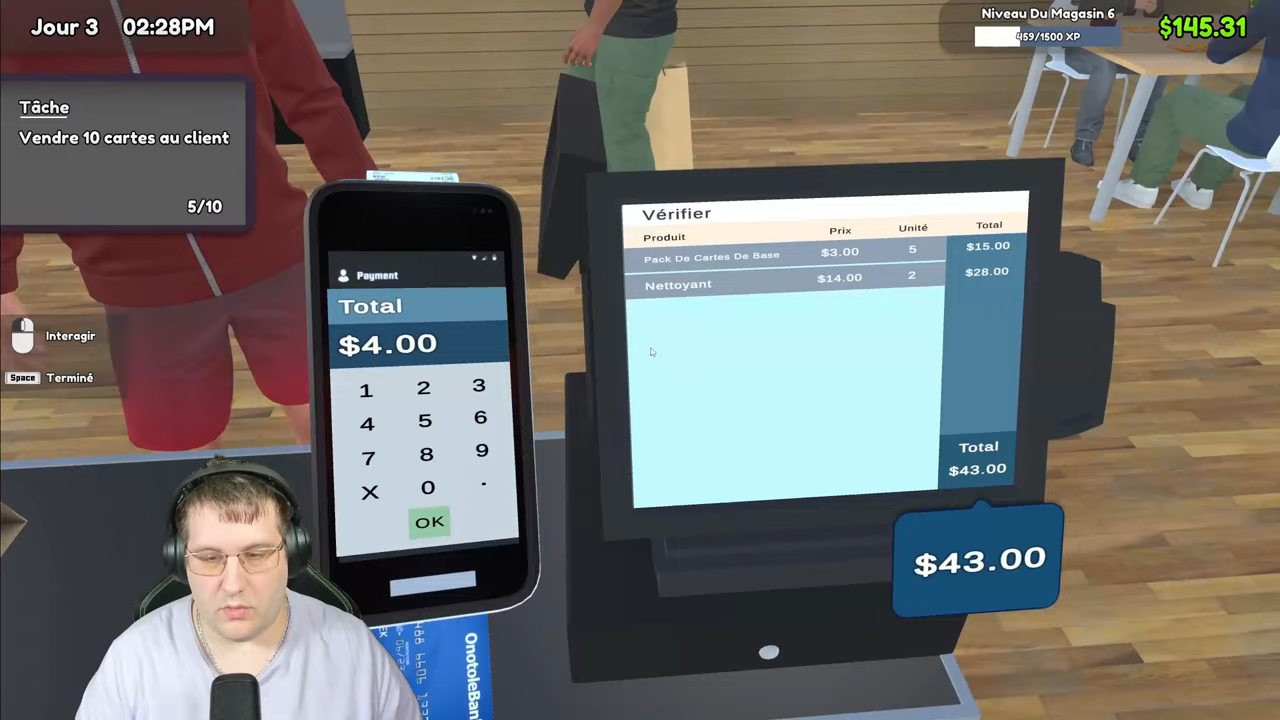 Jour 3 02:28PM
Niveau Du Magasin 6
459/1500 XP
$145.31
Tâche
Vendre 10 cartes au client
5/10
Interagir
Space Terminé
Payment
Total
$4.00
1 2 3
4 5 6
7 8 9
X 0 .
OK
Vérifier
Produit Prix Unité Total
Pack De Cartes De Base $3.00 5 $15.00
Nettoyant $14.00 2 $28.00
Total
$43.00
$43.00